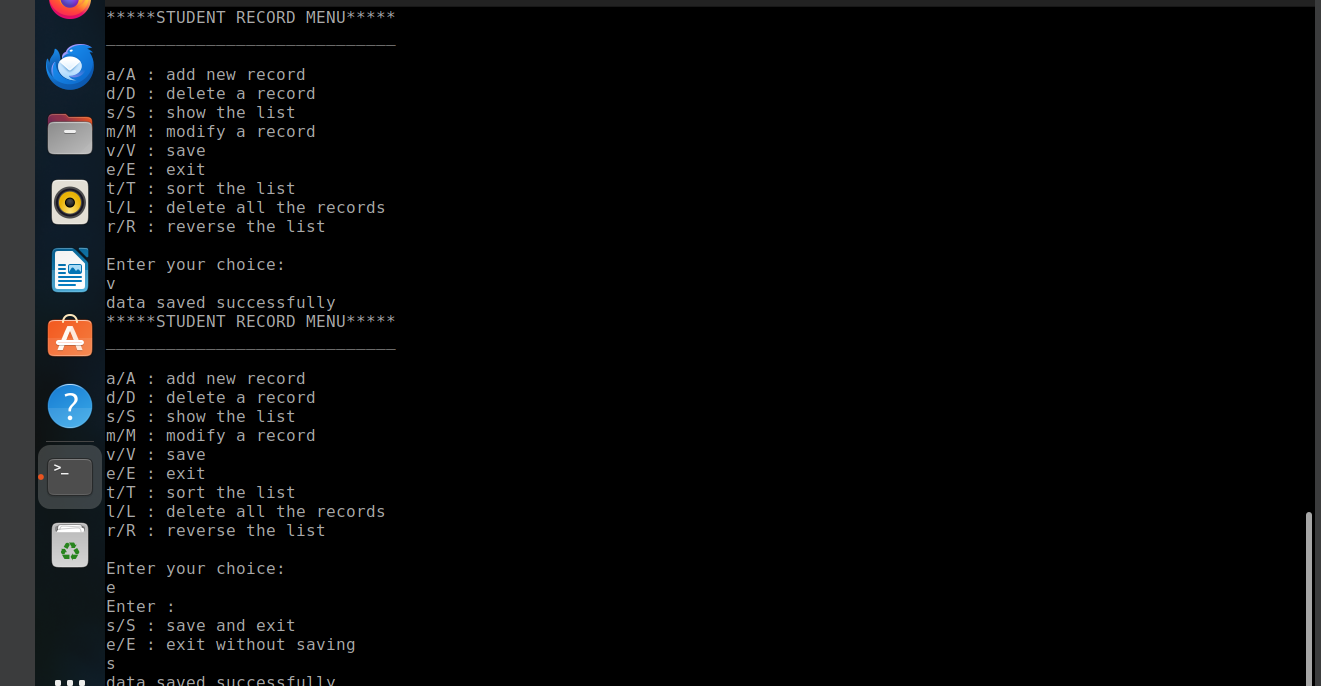 *****STUDENT RECORD MENU*****
_____________________________
a/A : add new record
d/D : delete a record
s/S : show the list
m/M : modify a record
v/V : save
e/E : exit
t/T : sort the list
l/L : delete all the records
r/R : reverse the list
Enter your choice:
v
data saved successfully
*****STUDENT RECORD MENU*****
_____________________________
a/A : add new record
d/D : delete a record
s/S : show the list
m/M : modify a record
v/V : save
e/E : exit
t/T : sort the list
l/L : delete all the records
r/R : reverse the list
Enter your choice:
e
Enter :
s/S : save and exit
e/E : exit without saving
s
data saved successfully